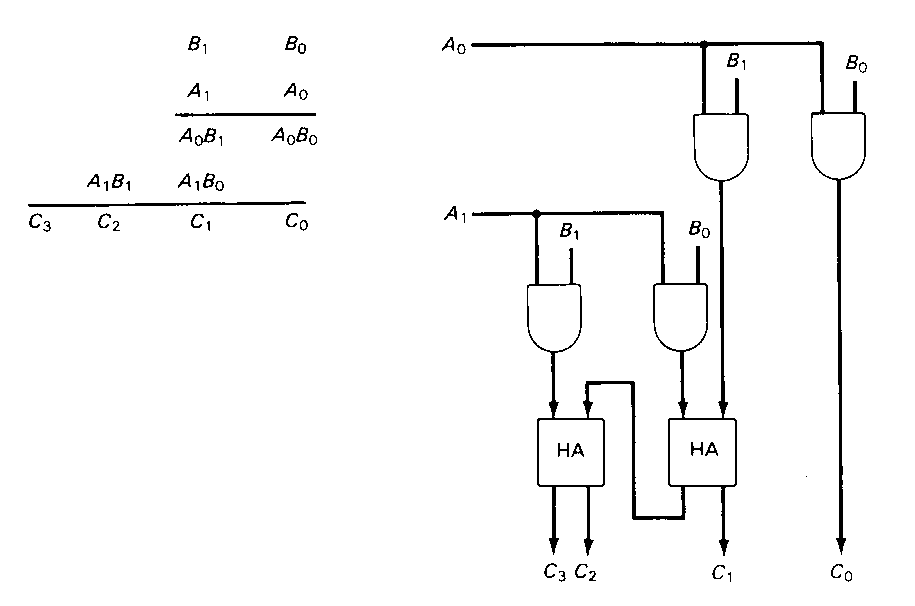 B₁ B₀
A₁ A₀
A₀B₁ A₀B₀
A₁B₁ A₁B₀
C₃ C₂ C₁ C₀
A₀
B₁
B₀
A₁
B₁
B₀
HA
HA
C₃ C₂ C₁ C₀